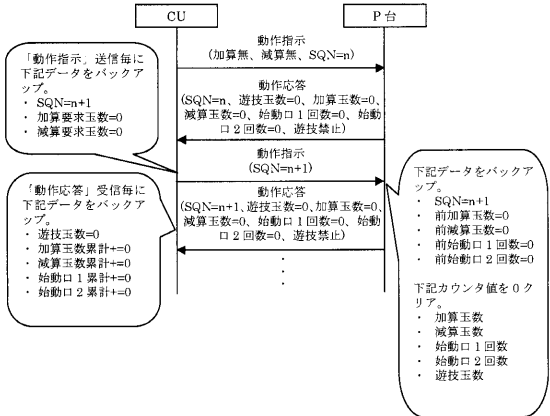 CU
P台
動作指示
(加算無、減算無、SQN=n)
「動作指示」送信毎に
下記データをバックア
ップ。
・ SQN=n+1
・ 加算要求玉数=0
・ 減算要求玉数=0
動作応答
(SQN=n、遊技玉数=0、加算玉数=0、
減算玉数=0、始動口1回数=0、始動
口2回数=0、遊技禁止)
動作指示
(SQN=n+1)
「動作応答」受信毎に
下記データをバックア
ップ。
・ 遊技玉数=0
・ 加算玉数累計+=0
・ 減算玉数累計+=0
・ 始動口1累計+=0
・ 始動口2累計+=0
動作応答
(SQN=n+1、遊技玉数=0、加算玉数=0、
減算玉数=0、始動口1回数=0、始動
口2回数=0、遊技禁止)
下記データをバックア
ップ。
・ SQN=n+1
・ 前加算玉数=0
・ 前減算玉数=0
・ 前始動口1回数=0
・ 前始動口2回数=0
下記カウンタ値を0ク
リア。
・ 加算玉数
・ 減算玉数
・ 始動口1回数
・ 始動口2回数
・ 遊技玉数